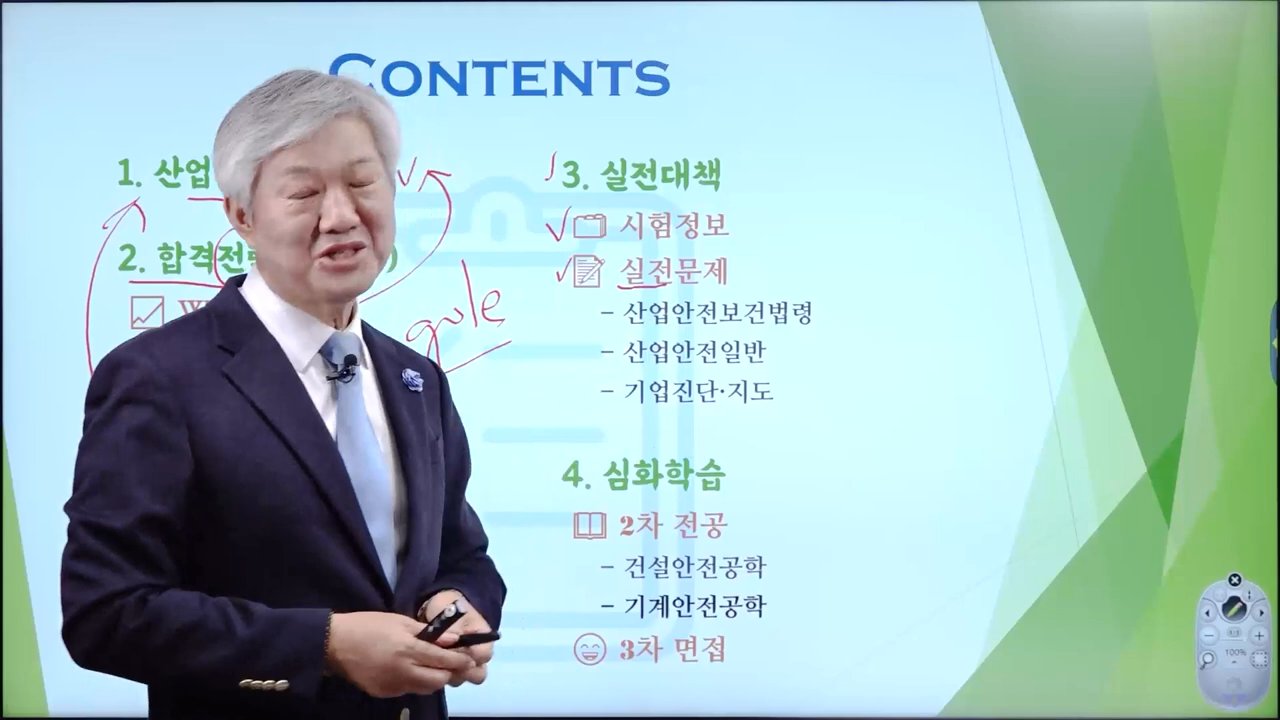 CONTENTS
1. 산업
2. 합격전
gole
3. 실전대책
시험정보
실전문제
- 산업안전보건법령
- 산업안전일반
- 기업진단·지도
4. 심화학습
2차 전공
- 건설안전공학
- 기계안전공학
3차 면접
100%